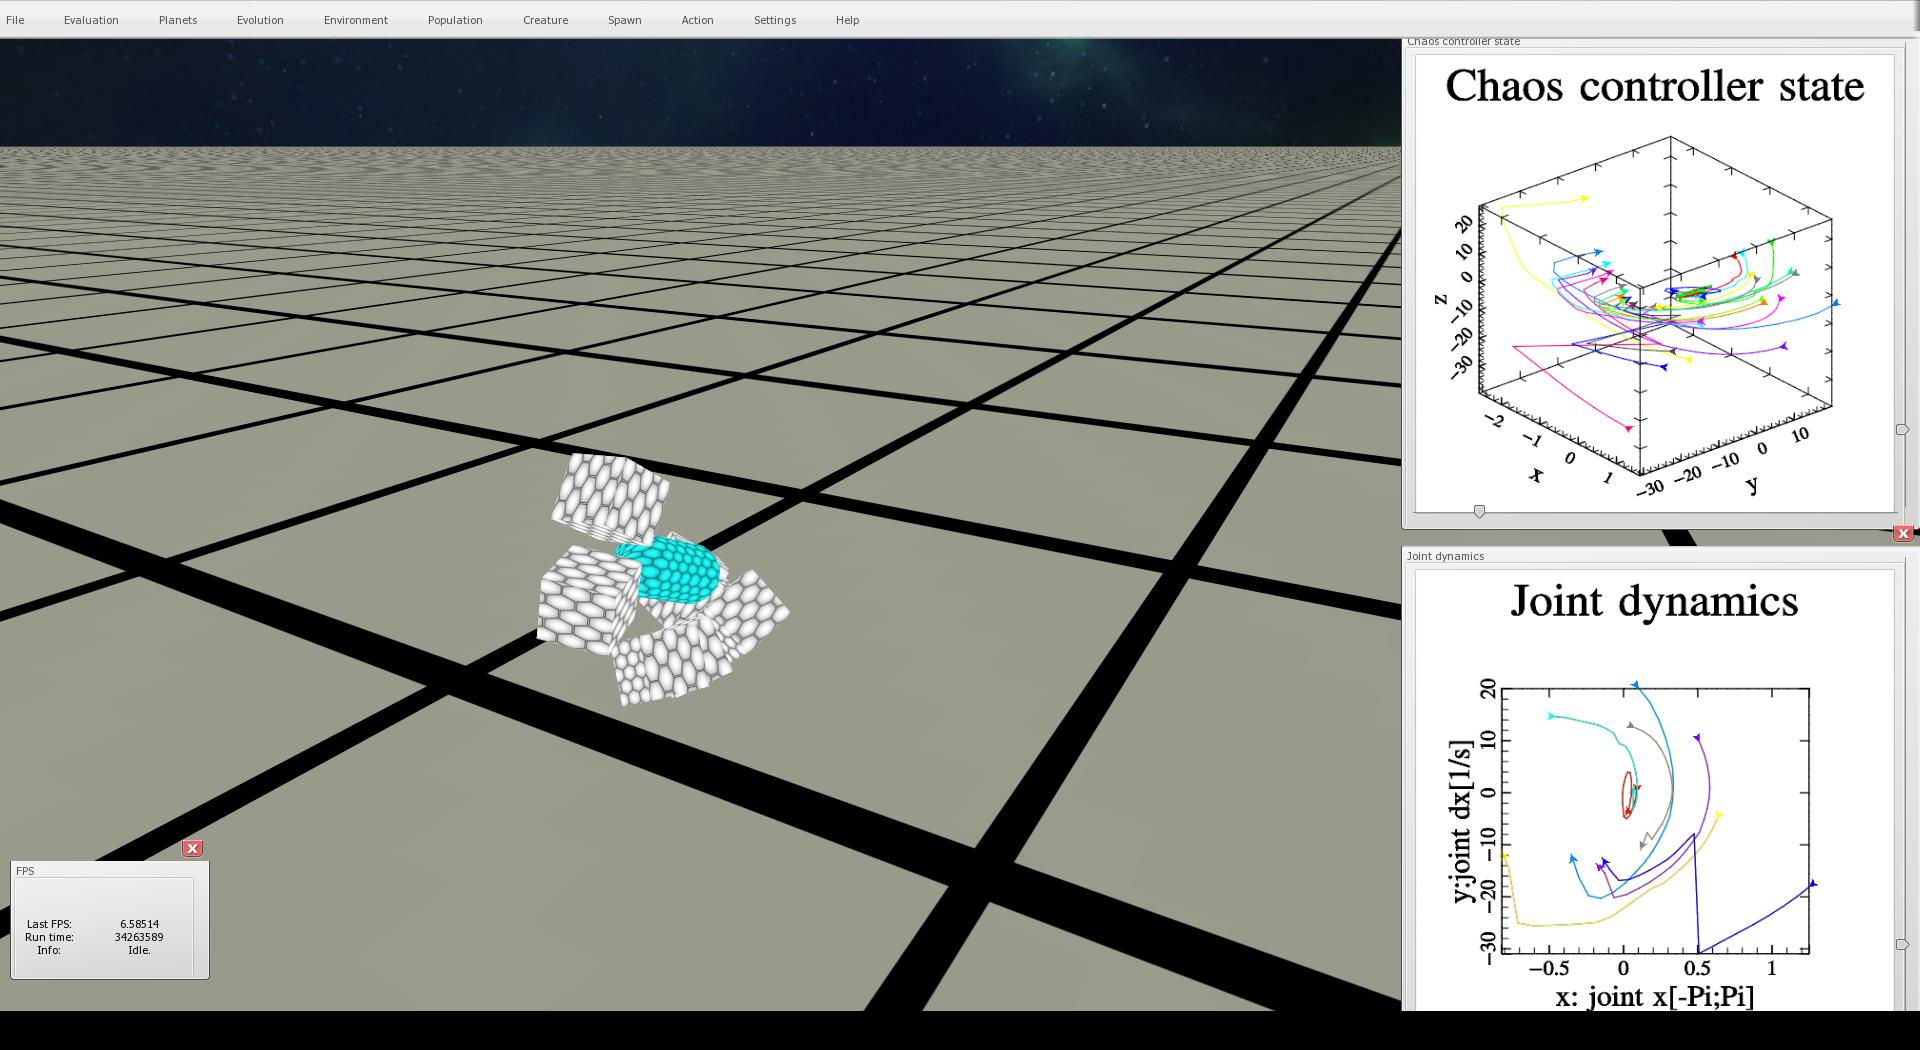 File Evaluation Planets Evolution Environment Population Creature Spawn Action Settings Help
Chaos controller state
Chaos controller state
20
10
0
−10
−20
−30
z
−2
−1
0
1
x
−30
−20
−10
0
10
y
Joint dynamics
Joint dynamics
20
10
0
−10
−20
−30
y:joint dx[1/s]
−0.5 0 0.5 1
x: joint x[-Pi;Pi]
FPS
Last FPS: 6.58514
Run time: 34263589
Info: Idle.